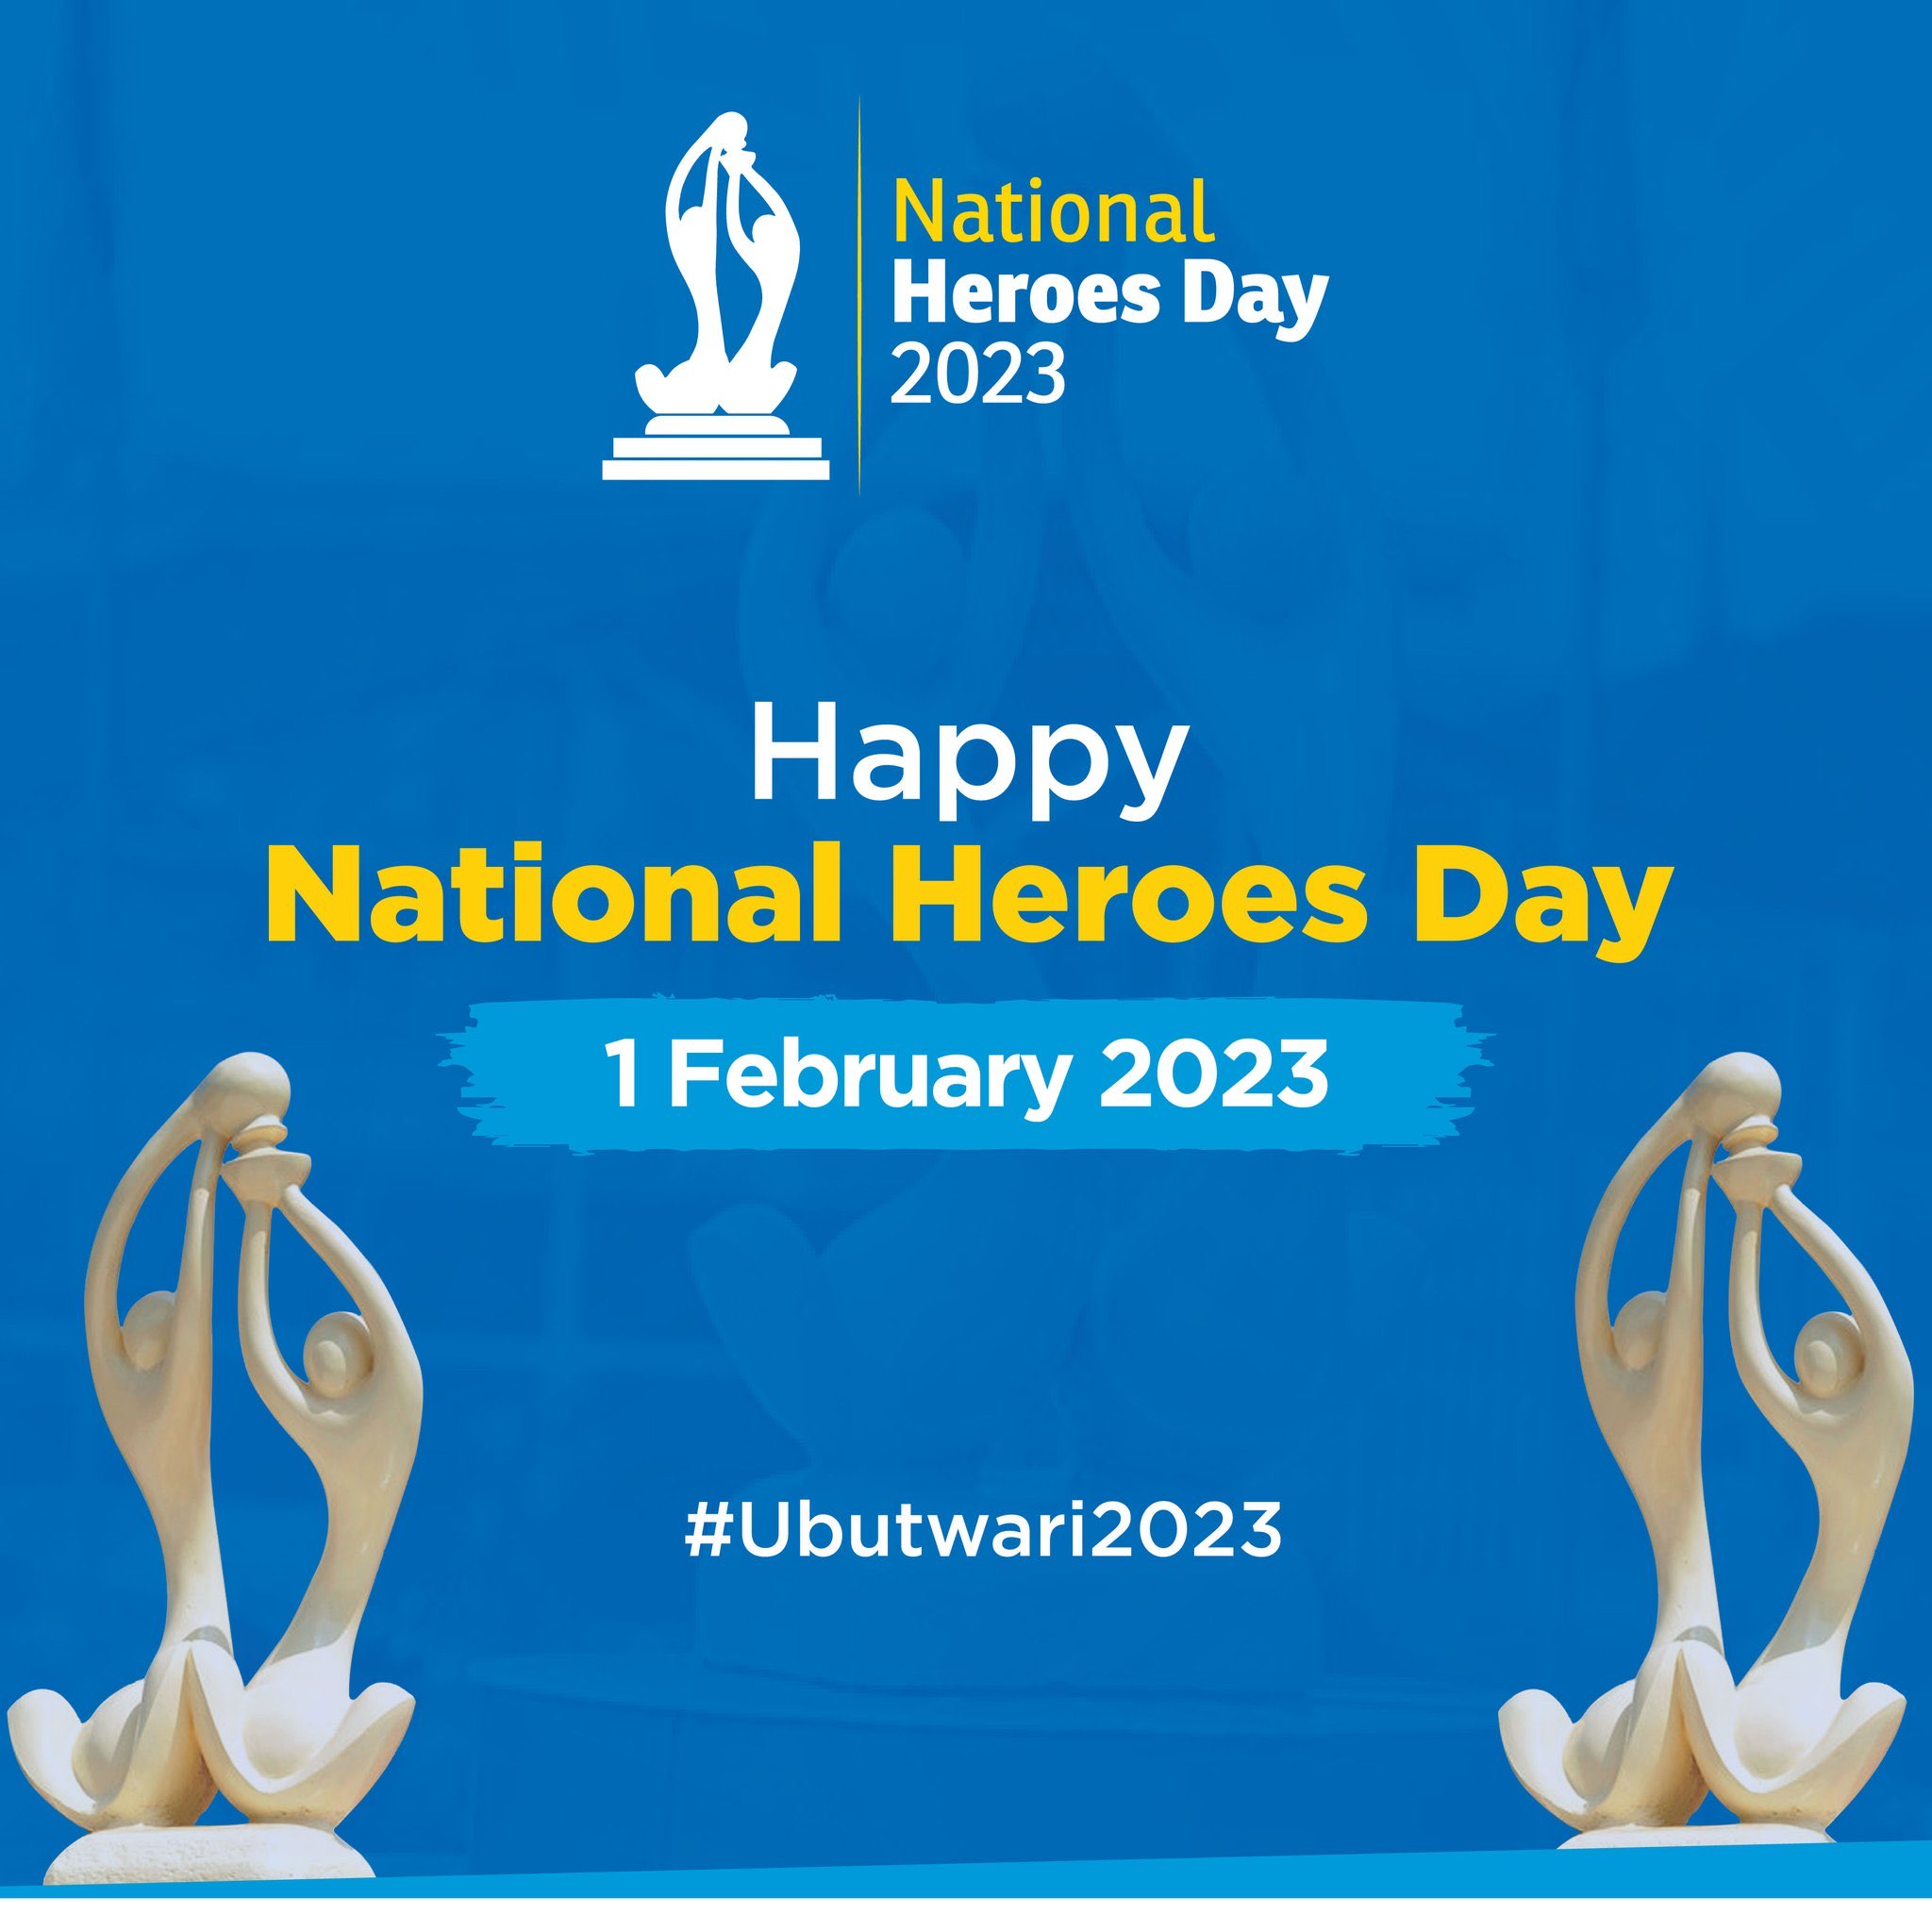 National
Heroes Day
2023
Happy
National Heroes Day
1 February 2023
#Ubutwari2023